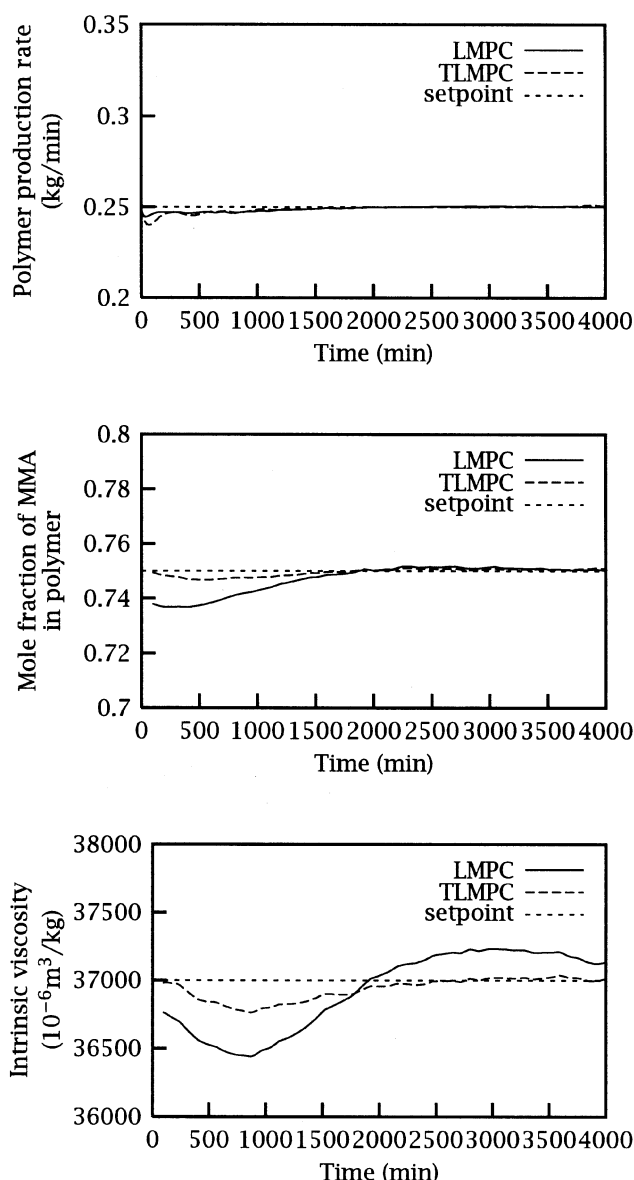 Polymer production rate
(kg/min)
0.35
0.3
0.25
0.2
LMPC
TLMPC
setpoint
0 500 1000 1500 2000 2500 3000 3500 4000
Time (min)
Mole fraction of MMA
in polymer
0.8
0.78
0.76
0.74
0.72
0.7
LMPC
TLMPC
setpoint
0 500 1000 1500 2000 2500 3000 3500 4000
Time (min)
Intrinsic viscosity
(10⁻⁶m³/kg)
38000
37500
37000
36500
36000
LMPC
TLMPC
setpoint
0 500 1000 1500 2000 2500 3000 3500 4000
Time (min)